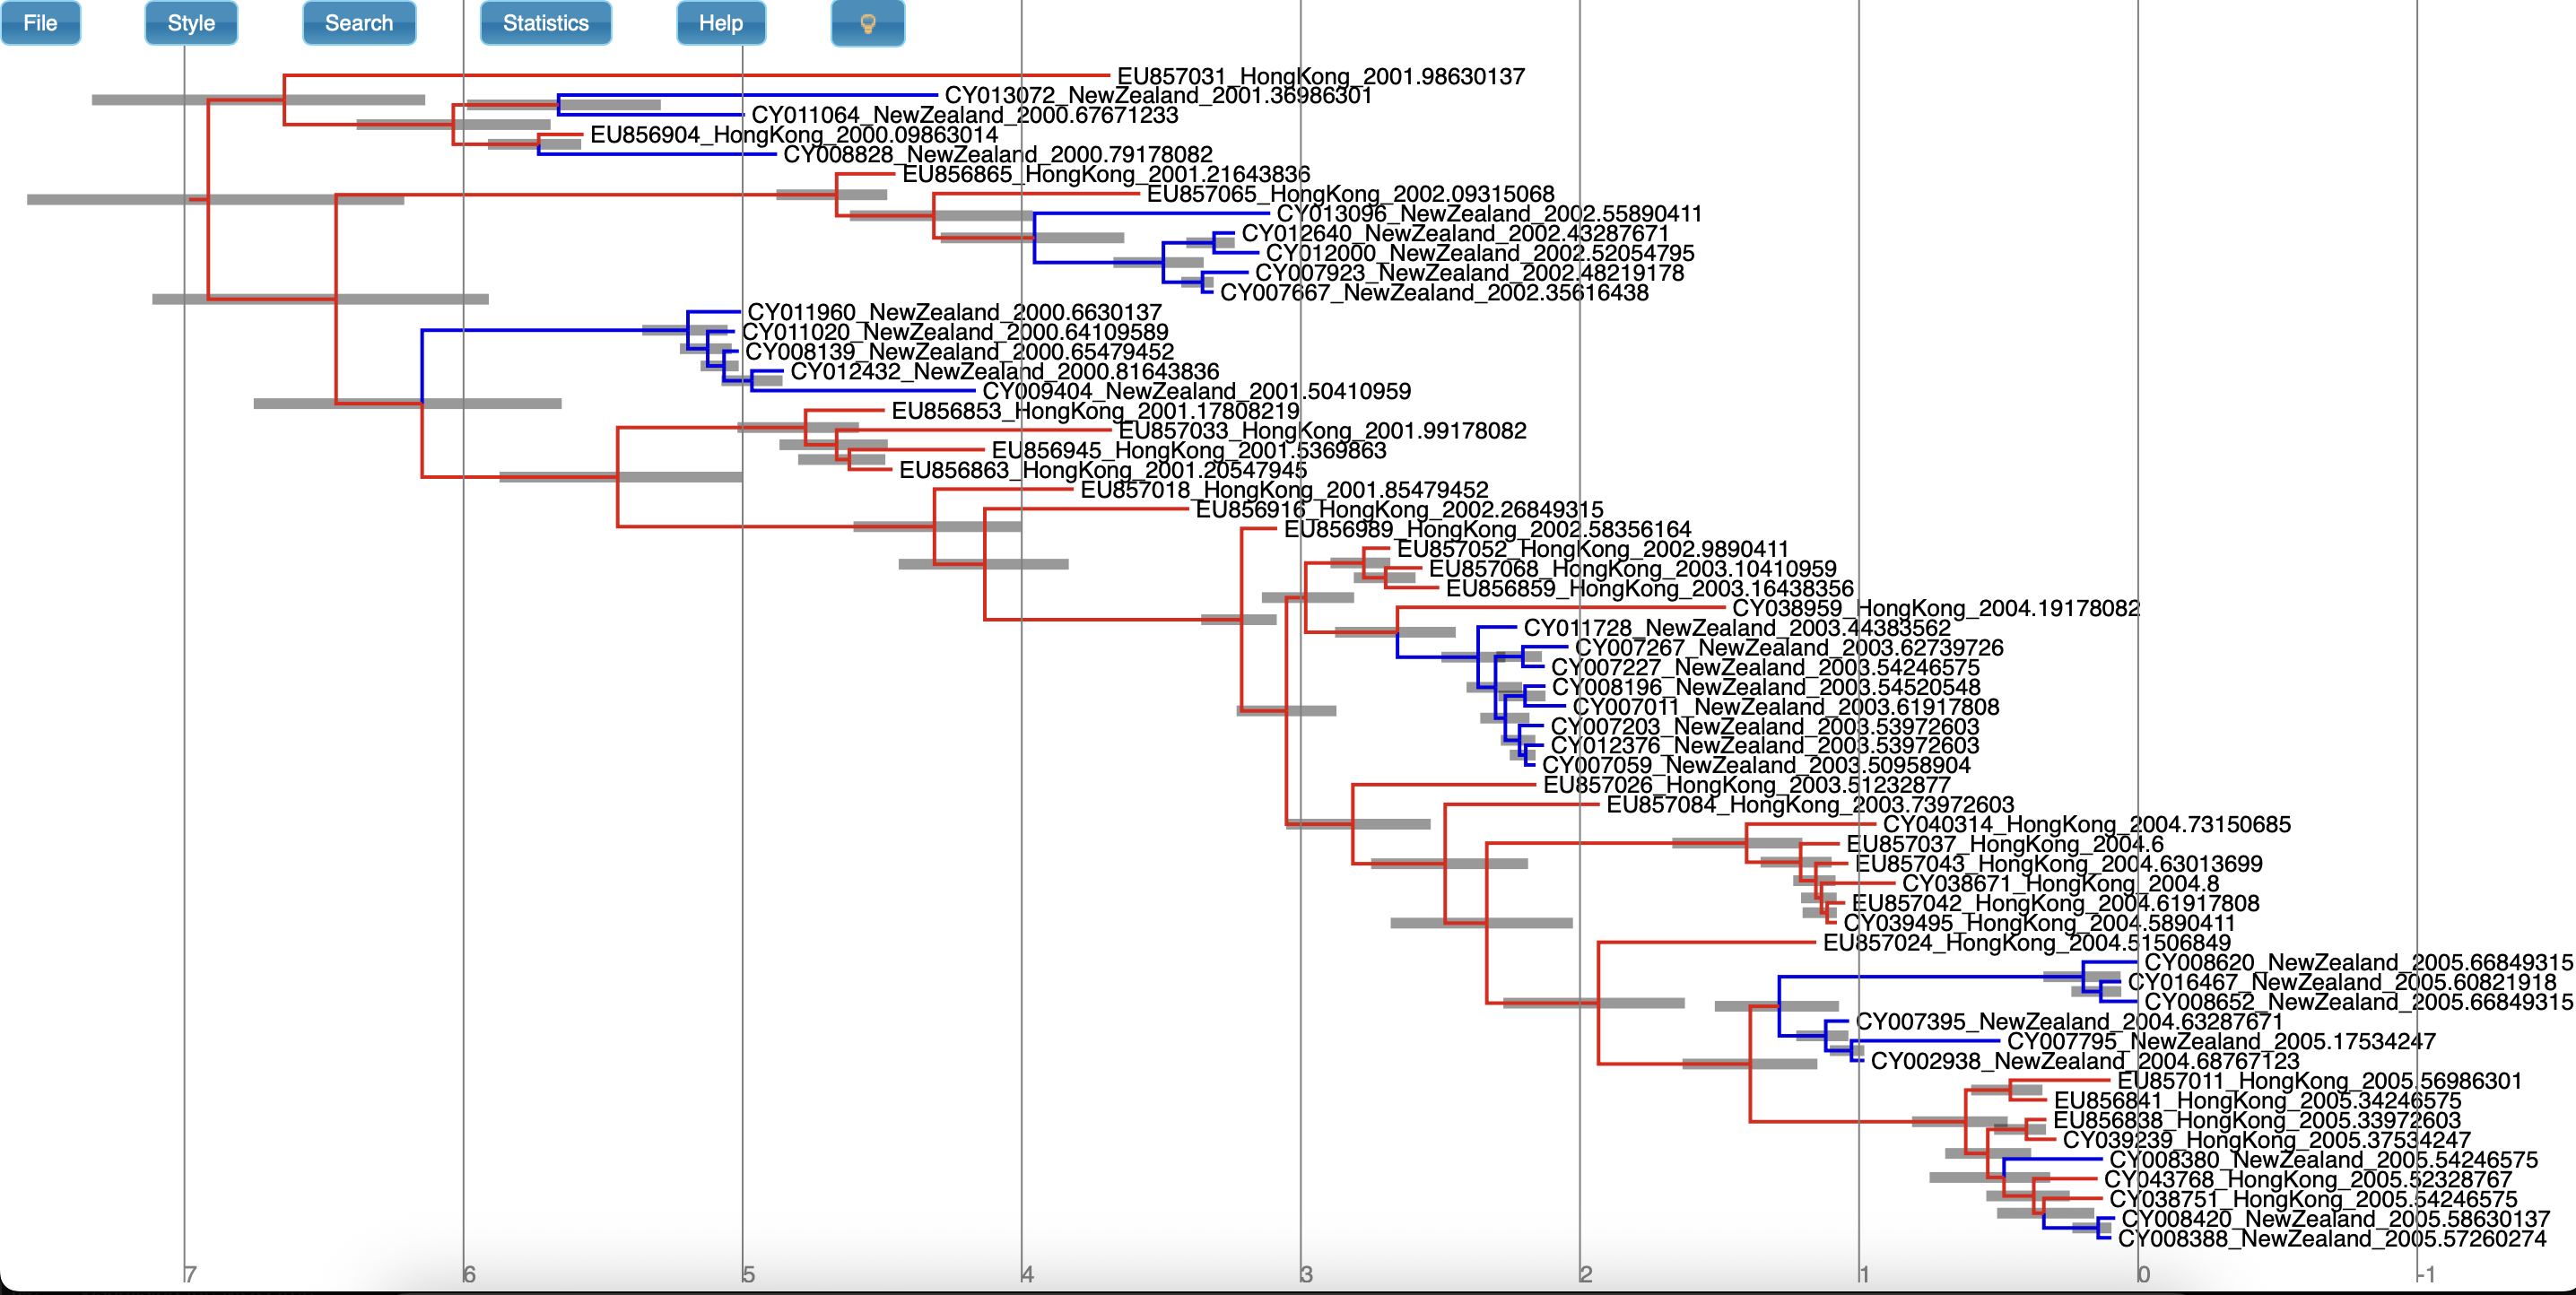 File Style Search Statistics Help
EU857031_HongKong_2001.98630137
CY013072_NewZealand_2001.36986301
CY011064_NewZealand_2000.67671233
EU856904_HongKong_2000.09863014
CY008828_NewZealand_2000.79178082
EU856865_HongKong_2001.21643836
EU857065_HongKong_2002.09315068
CY013096_NewZealand_2002.55890411
CY012640_NewZealand_2002.43287671
CY012000_NewZealand_2002.52054795
CY007923_NewZealand_2002.48219178
CY007667_NewZealand_2002.35616438
CY011960_NewZealand_2000.6630137
CY011020_NewZealand_2000.64109589
CY008139_NewZealand_2000.65479452
CY012432_NewZealand_2000.81643836
CY009404_NewZealand_2001.50410959
EU856853_HongKong_2001.17808219
EU857033_HongKong_2001.99178082
EU856945_HongKong_2001.5369863
EU856863_HongKong_2001.20547945
EU857018_HongKong_2001.85479452
EU856916_HongKong_2002.26849315
EU856989_HongKong_2002.58356164
EU857052_HongKong_2002.9890411
EU857068_HongKong_2003.10410959
EU856859_HongKong_2003.16438356
CY038959_HongKong_2004.19178082
CY011728_NewZealand_2003.44383562
CY007267_NewZealand_2003.62739726
CY007227_NewZealand_2003.54246575
CY008196_NewZealand_2003.54520548
CY007011_NewZealand_2003.61917808
CY007203_NewZealand_2003.53972603
CY012376_NewZealand_2003.53972603
CY007059_NewZealand_2003.50958904
EU857026_HongKong_2003.51232877
EU857084_HongKong_2003.73972603
CY040314_HongKong_2004.73150685
EU857037_HongKong_2004.6
EU857043_HongKong_2004.63013699
CY038671_HongKong_2004.8
EU857042_HongKong_2004.61917808
CY039495_HongKong_2004.5890411
EU857024_HongKong_2004.51506849
CY008620_NewZealand_2005.66849315
CY016467_NewZealand_2005.60821918
CY008652_NewZealand_2005.66849315
CY007395_NewZealand_2004.63287671
CY007795_NewZealand_2005.17534247
CY002938_NewZealand_2004.68767123
EU857011_HongKong_2005.56986301
EU856841_HongKong_2005.34246575
EU856838_HongKong_2005.33972603
CY039239_HongKong_2005.37534247
CY008380_NewZealand_2005.54246575
CY043768_HongKong_2005.52328767
CY038751_HongKong_2005.54246575
CY008420_NewZealand_2005.58630137
CY008388_NewZealand_2005.57260274
7 6 5 4 3 2 1 0 -1